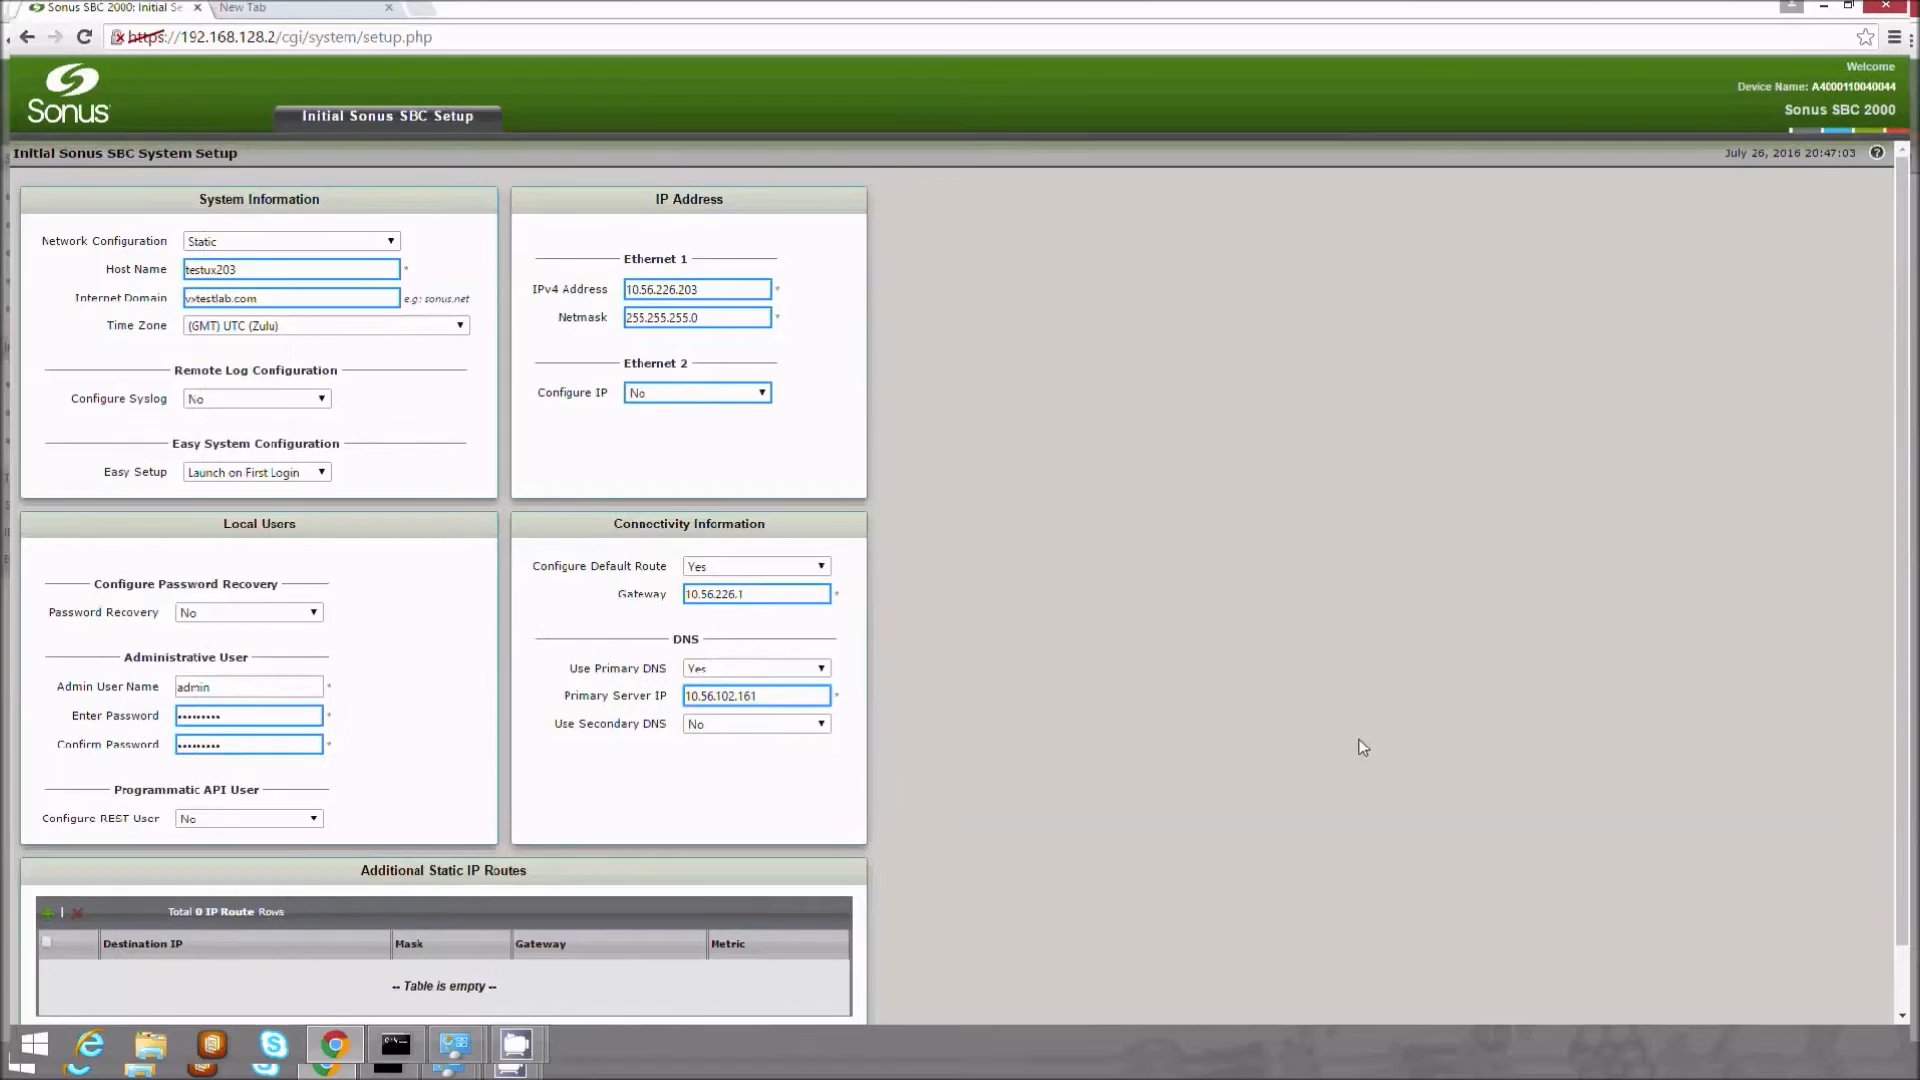 Sonus SBC 2000: Initial Se
New Tab
https://192.168.128.2/cgi/system/setup.php
Sonus
Initial Sonus SBC Setup
Welcome
Device Name: A4000110040044
Sonus SBC 2000
Initial Sonus SBC System Setup
July 26, 2016 20:47:03
System Information
Network Configuration Static
Host Name testux203 *
Internet Domain vxtestlab.com e.g: sonus.net
Time Zone (GMT) UTC (Zulu)
Remote Log Configuration
Configure Syslog No
Easy System Configuration
Easy Setup Launch on First Login
IP Address
Ethernet 1
IPv4 Address 10.56.226.203 *
Netmask 255.255.255.0 *
Ethernet 2
Configure IP No
Local Users
Configure Password Recovery
Password Recovery No
Administrative User
Admin User Name admin *
Enter Password ••••••••• *
Confirm Password ••••••••• *
Programmatic API User
Configure REST User No
Connectivity Information
Configure Default Route Yes
Gateway 10.56.226.1 *
DNS
Use Primary DNS Yes
Primary Server IP 10.56.102.161 *
Use Secondary DNS No
Additional Static IP Routes
Total 0 IP Route Rows
Destination IP Mask Gateway Metric
-- Table is empty --